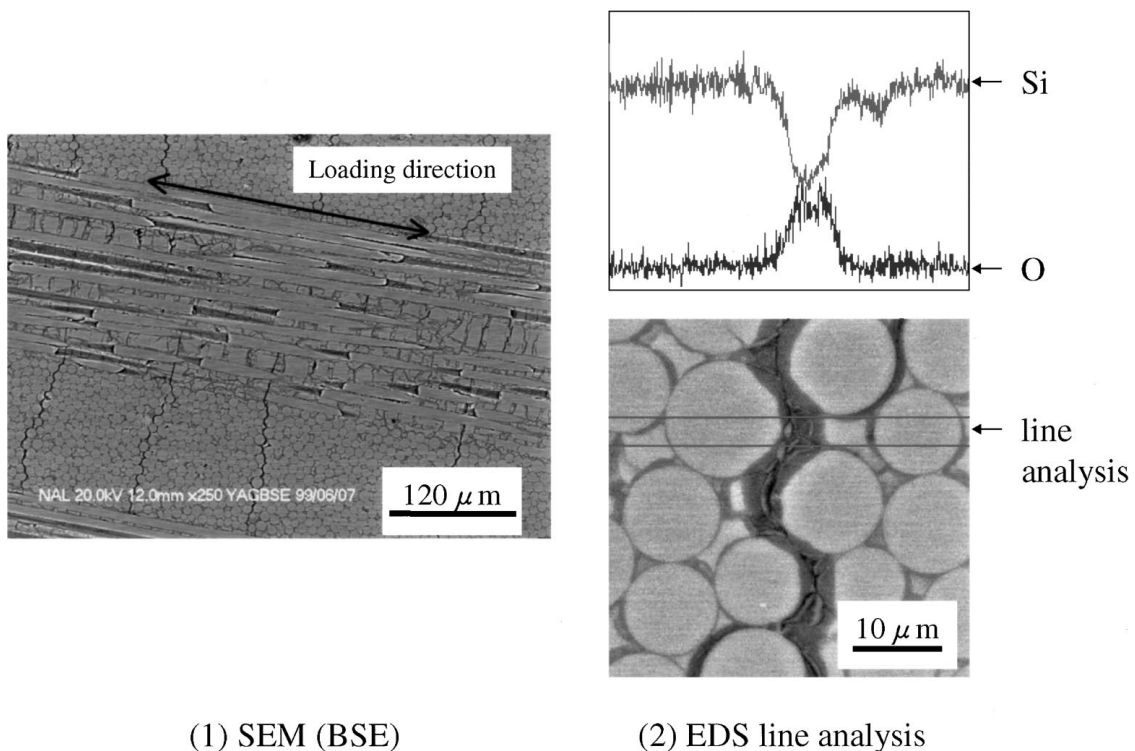 Si
Loading direction
O
line
analysis
NAL 20.0kV 12.0mm x250 YAGBSE 99/06/07
120 μm
10 μm
(1) SEM (BSE)
(2) EDS line analysis